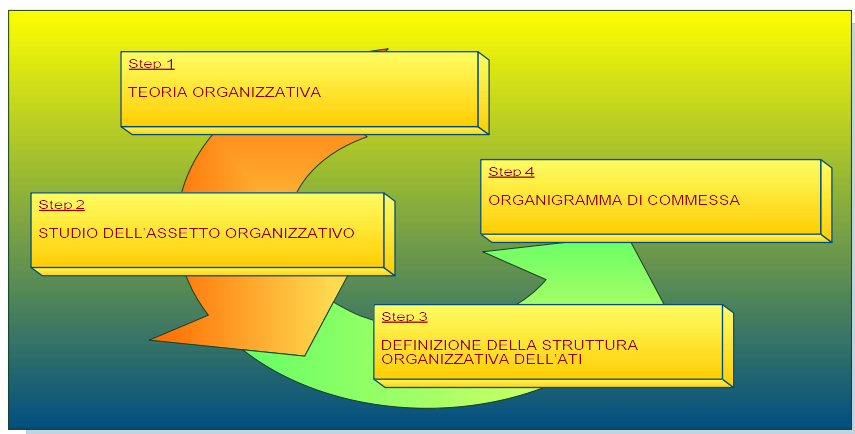 Step 1
TEORIA ORGANIZZATIVA
Step 2
STUDIO DELL'ASSETTO ORGANIZZATIVO
Step 3
DEFINIZIONE DELLA STRUTTURA
ORGANIZZATIVA DELL'ATI
Step 4
ORGANIGRAMMA DI COMMESSA